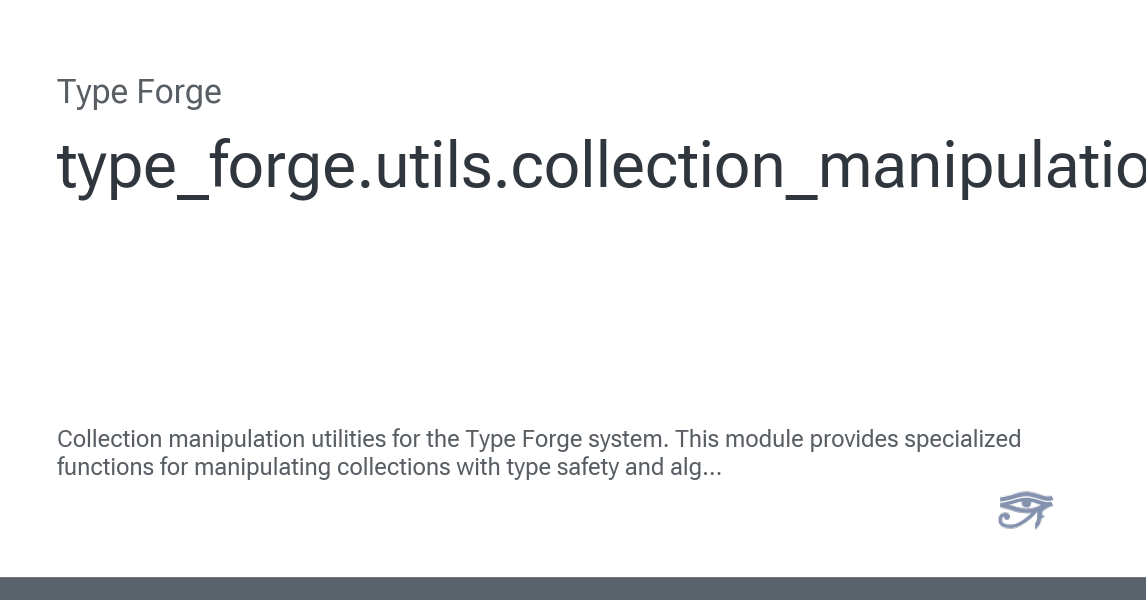 Type Forge
type_forge.utils.collection_manipulatio
Collection manipulation utilities for the Type Forge system. This module provides specialized
functions for manipulating collections with type safety and alg...